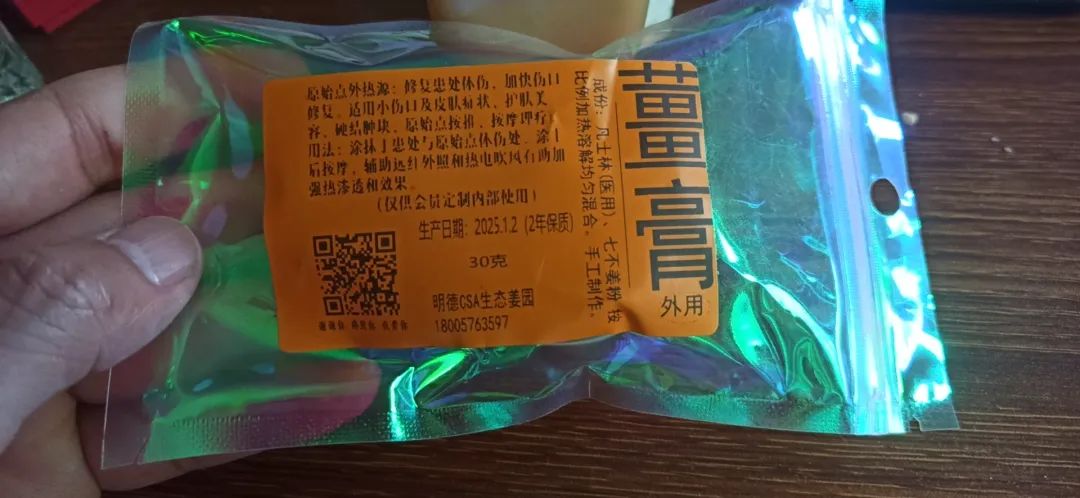 薑膏
外用
成份：凡士林(医用)、七不姜粉 按
比例加热溶解均匀混合。手工制作。
原始点外热源：修复患处体伤，加快伤口
修复。适用小伤口及皮肤症状、护肤美
容、硬结肿块、原始点按推、按摩理疗
用法：涂抹于患处与原始点体伤处、涂
后按摩，辅助远红外照和热电吹风有助加
强热渗透和效果。
(仅供会员定制内部使用)
生产日期：2025.1.2 (2年保质)
30克
明德CSA生态姜园
18005763597